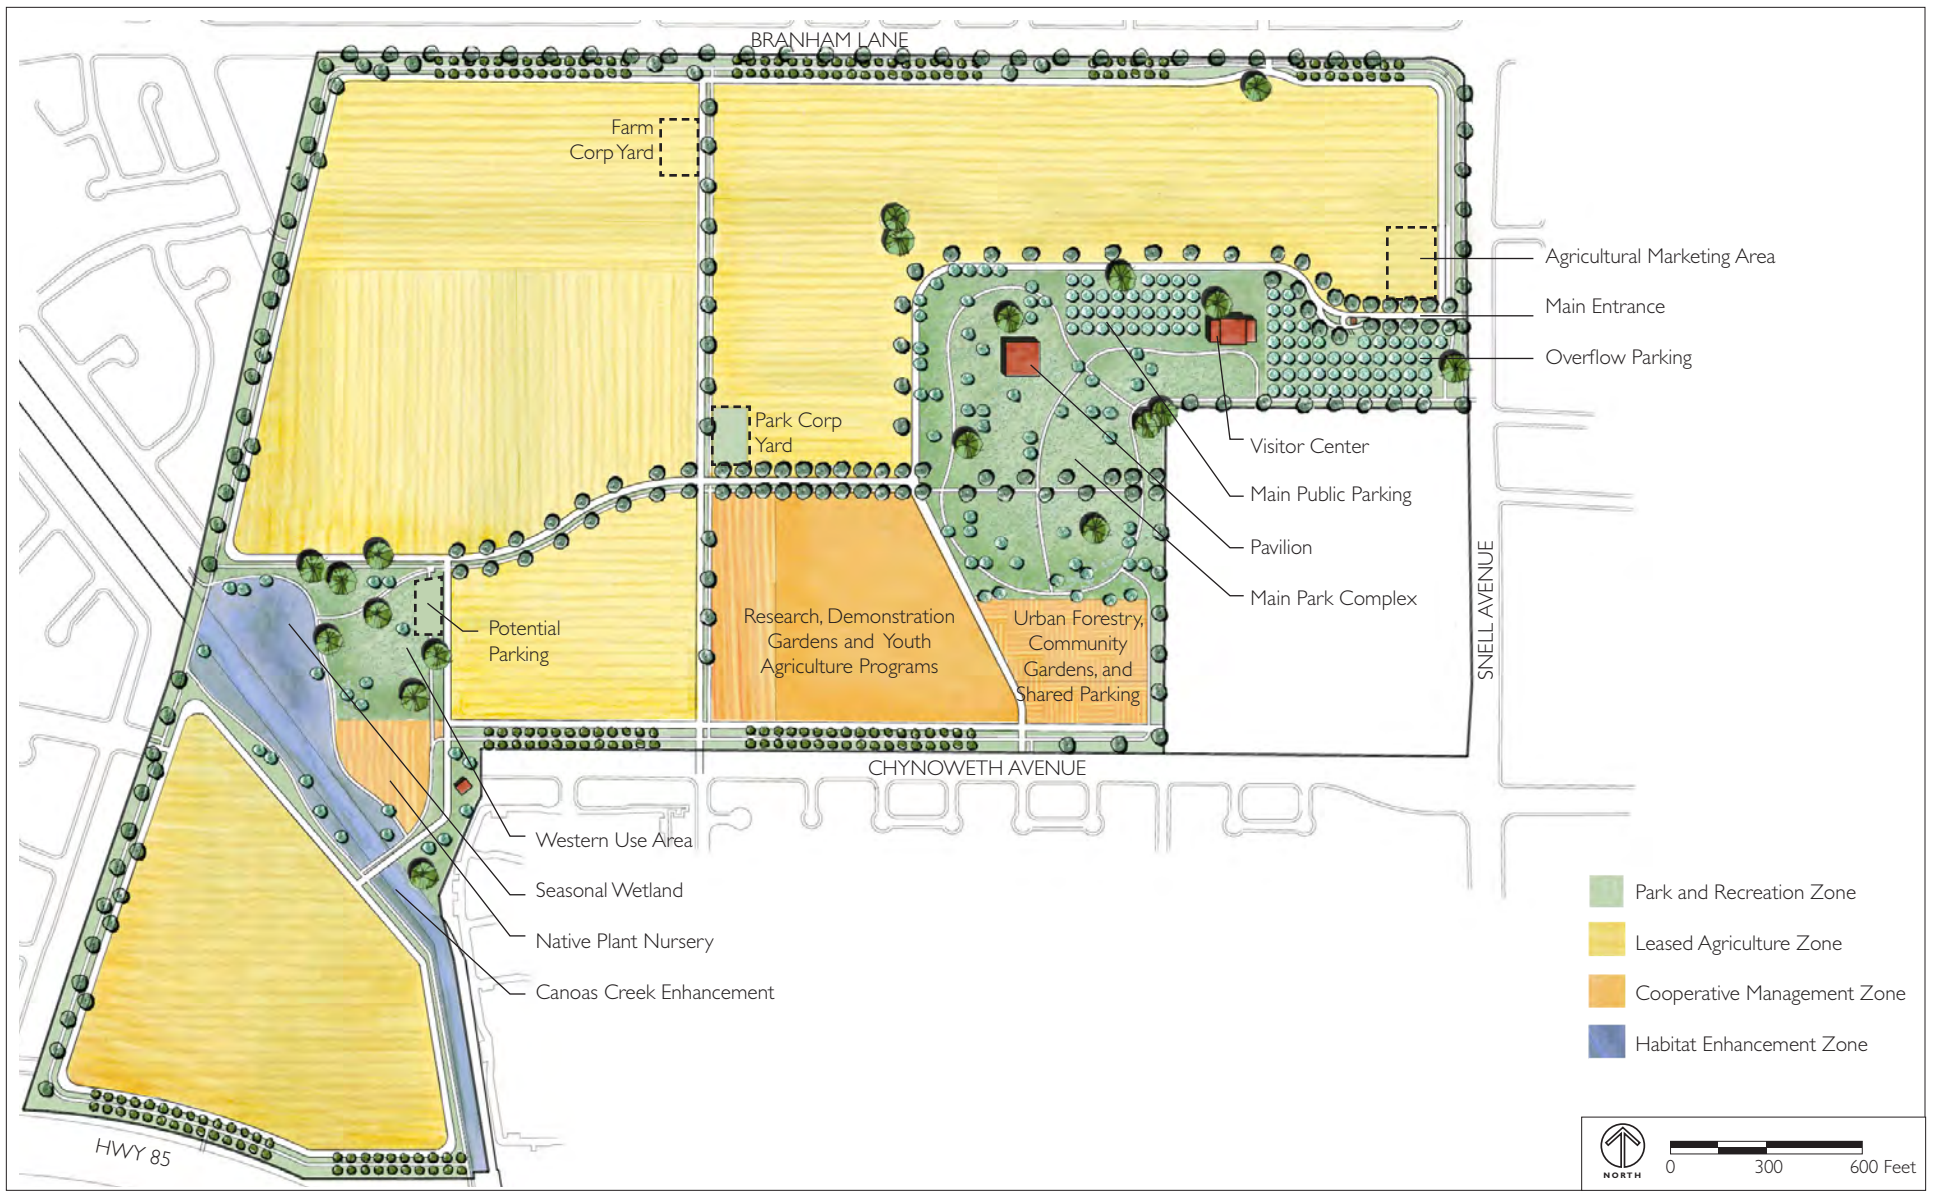 BRANHAM LANE
Farm
Corp Yard
Agricultural Marketing Area
Main Entrance
Overflow Parking
Park Corp
Yard
Visitor Center
Main Public Parking
Pavilion
Main Park Complex
SNELL AVENUE
Research, Demonstration
Gardens and Youth
Agriculture Programs
Urban Forestry,
Community
Gardens, and
Shared Parking
Potential
Parking
CHYNOWETH AVENUE
Western Use Area
Seasonal Wetland
Native Plant Nursery
Canoas Creek Enhancement
HWY 85
Park and Recreation Zone
Leased Agriculture Zone
Cooperative Management Zone
Habitat Enhancement Zone
NORTH
0 300 600 Feet